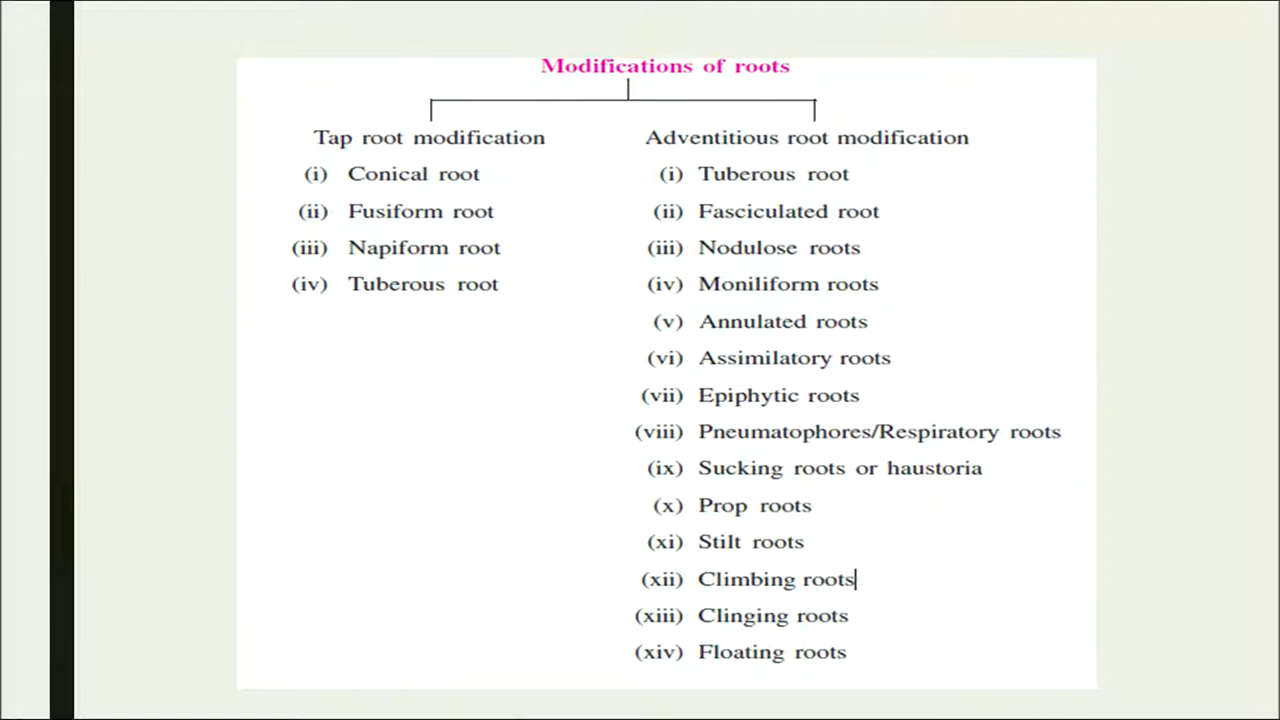 Modifications of roots
Tap root modification
(i) Conical root
(ii) Fusiform root
(iii) Napiform root
(iv) Tuberous root
Adventitious root modification
(i) Tuberous root
(ii) Fasciculated root
(iii) Nodulose roots
(iv) Moniliform roots
(v) Annulated roots
(vi) Assimilatory roots
(vii) Epiphytic roots
(viii) Pneumatophores/Respiratory roots
(ix) Sucking roots or haustoria
(x) Prop roots
(xi) Stilt roots
(xii) Climbing roots
(xiii) Clinging roots
(xiv) Floating roots